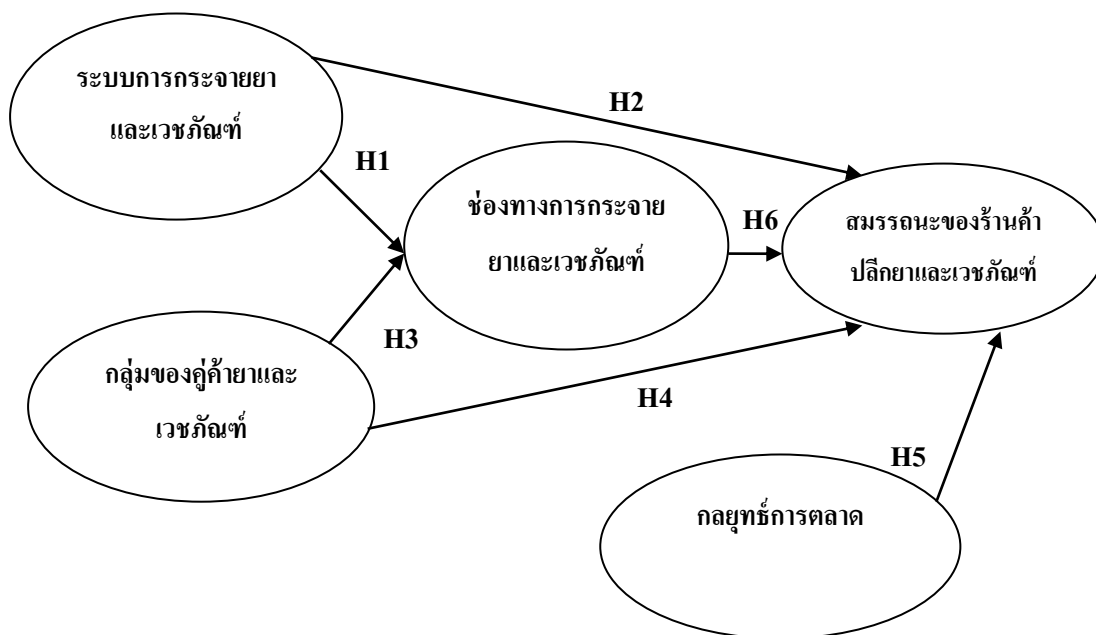 ระบบการกระจายยา
และเวชภัณฑ์
H2
H1
ช่องทางการกระจาย
ยาและเวชภัณฑ์
H6
สมรรถนะของร้านค้า
ปลีกยาและเวชภัณฑ์
H3
กลุ่มของคู่ค้ายาและ
เวชภัณฑ์
H4
H5
กลยุทธ์การตลาด